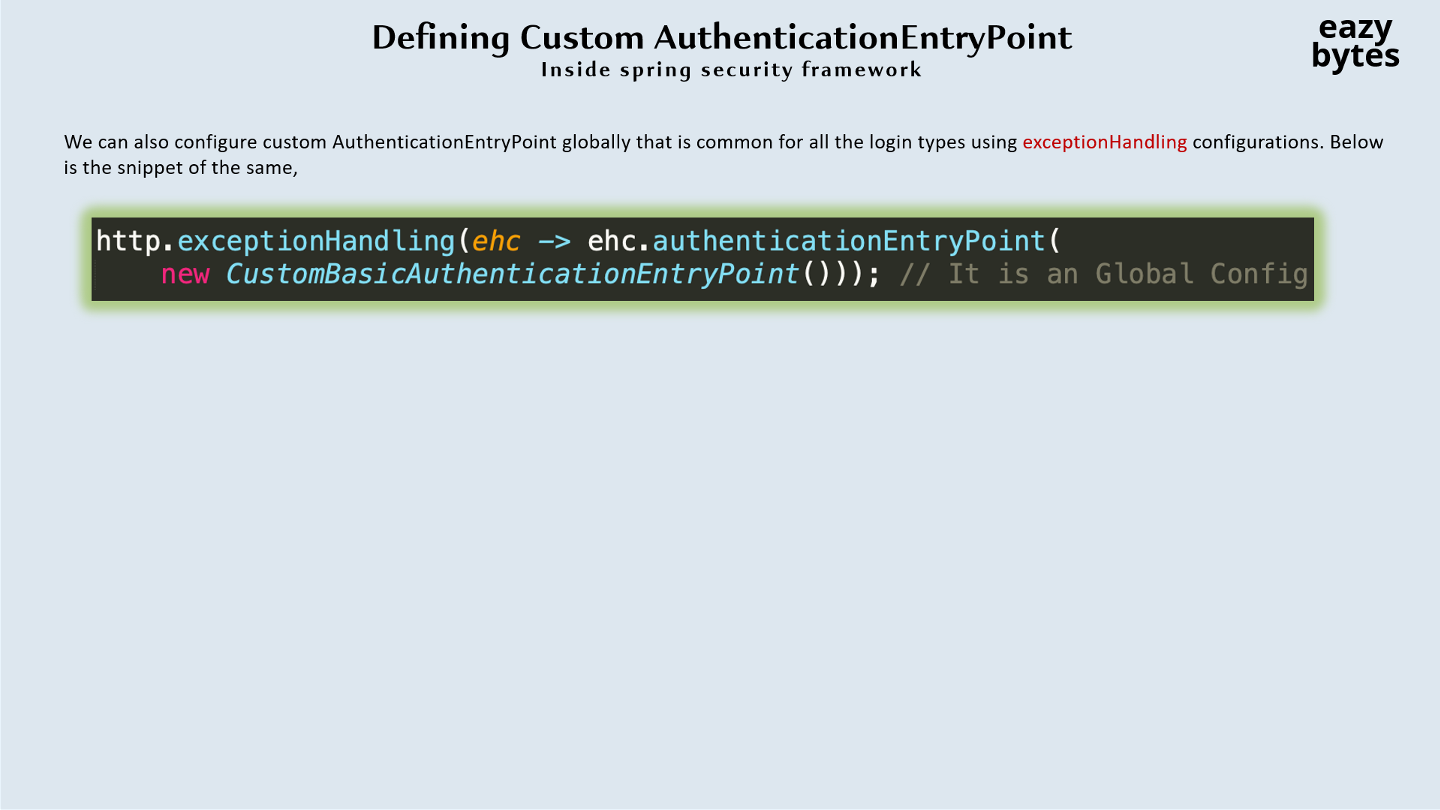 Defining Custom AuthenticationEntryPoint
Inside spring security framework
eazy
bytes
We can also configure custom AuthenticationEntryPoint globally that is common for all the login types using exceptionHandling configurations. Below
is the snippet of the same,
http.exceptionHandling(ehc -> ehc.authenticationEntryPoint(
    new CustomBasicAuthenticationEntryPoint())); // It is an Global Config